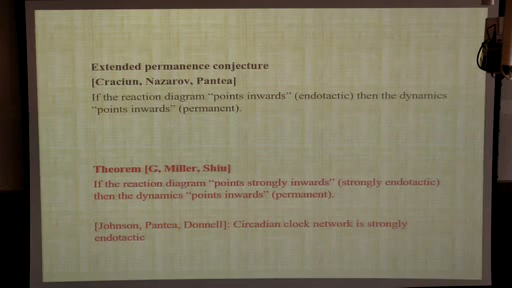 Extended permanence conjecture
[Craciun, Nazarov, Pantea]
If the reaction diagram “points inwards” (endotactic) then the dynamics
“points inwards” (permanent).
Theorem [G, Miller, Shiu]
If the reaction diagram “points strongly inwards” (strongly endotactic)
then the dynamics “points inwards” (permanent).
[Johnson, Pantea, Donnell]: Circadian clock network is strongly
endotactic